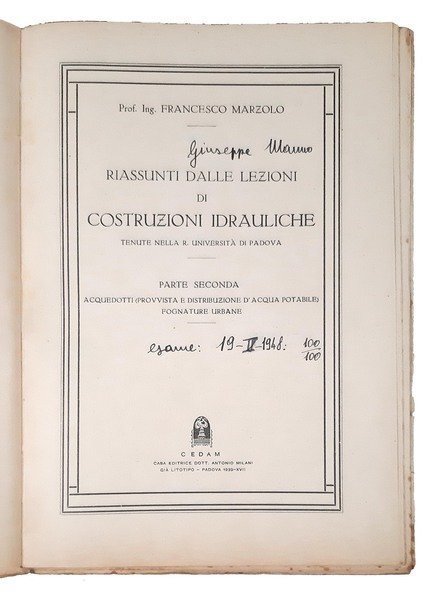 Prof. Ing. FRANCESCO MARZOLO
Giuseppe Manno
RIASSUNTI DALLE LEZIONI
DI
COSTRUZIONI IDRAULICHE
TENUTE NELLA R. UNIVERSITÀ DI PADOVA
PARTE SECONDA
ACQUEDOTTI (PROVVISTA E DISTRIBUZIONE D'ACQUA POTABILE)
FOGNATURE URBANE
esame: 19-IV-1948: 100/100
CEDAM
CASA EDITRICE DOTT. ANTONIO MILANI
GIÀ LITOTIPO - PADOVA 1939-XVII